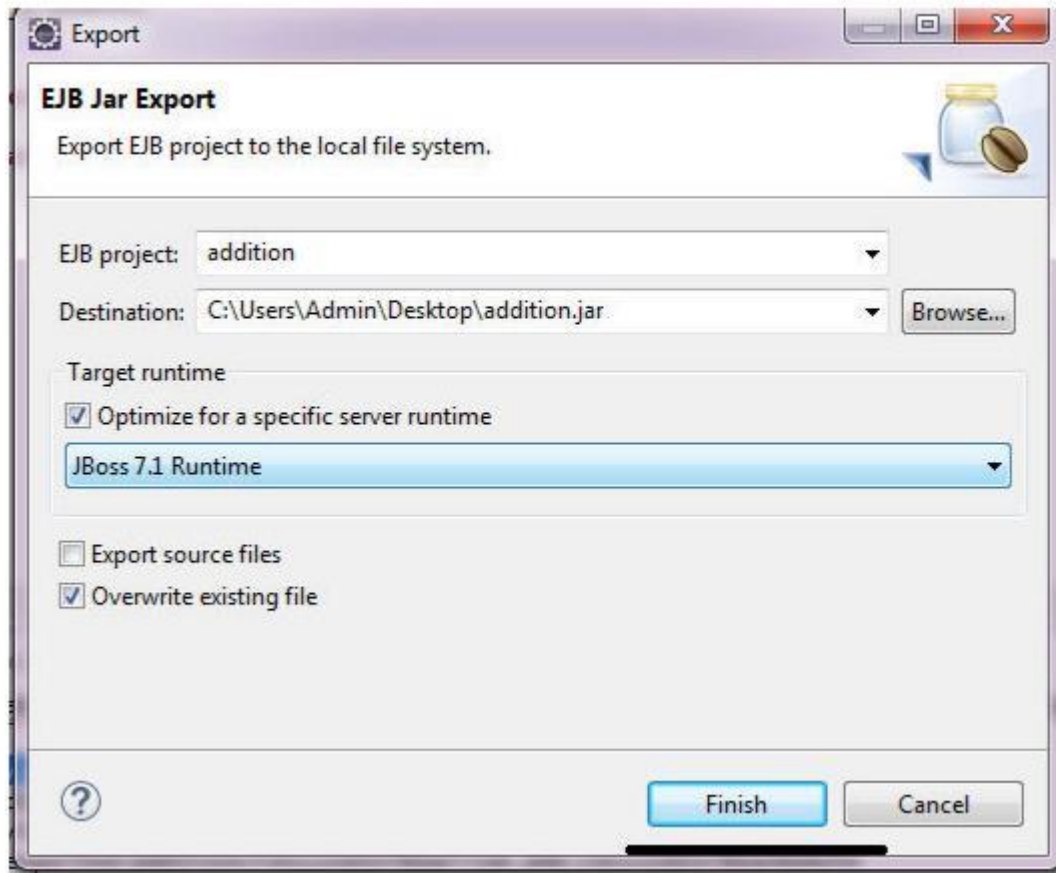 Export
EJB Jar Export
Export EJB project to the local file system.
EJB project: addition
Destination: C:\Users\Admin\Desktop\addition.jar Browse...
Target runtime
Optimize for a specific server runtime
JBoss 7.1 Runtime
Export source files
Overwrite existing file
? Finish Cancel